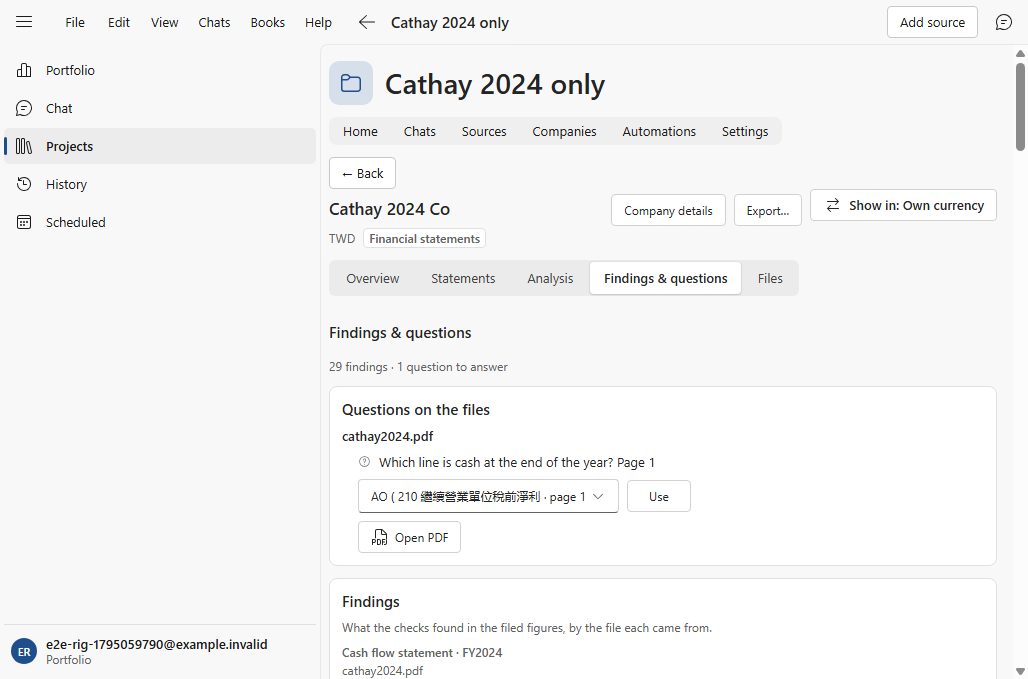 File Edit View Chats Books Help Cathay 2024 only Add source
Portfolio
Chat
Projects
History
Scheduled
Cathay 2024 only
Home Chats Sources Companies Automations Settings
← Back
Cathay 2024 Co
Company details Export... Show in: Own currency
TWD Financial statements
Overview Statements Analysis Findings & questions Files
Findings & questions
29 findings · 1 question to answer
Questions on the files
cathay2024.pdf
Which line is cash at the end of the year? Page 1
AO ( 210 繼續營業單位稅前淨利 · page 1 Use
PDF Open PDF
Findings
What the checks found in the filed figures, by the file each came from.
Cash flow statement · FY2024
cathay2024.pdf
ER e2e-rig-1795059790@example.invalid
Portfolio